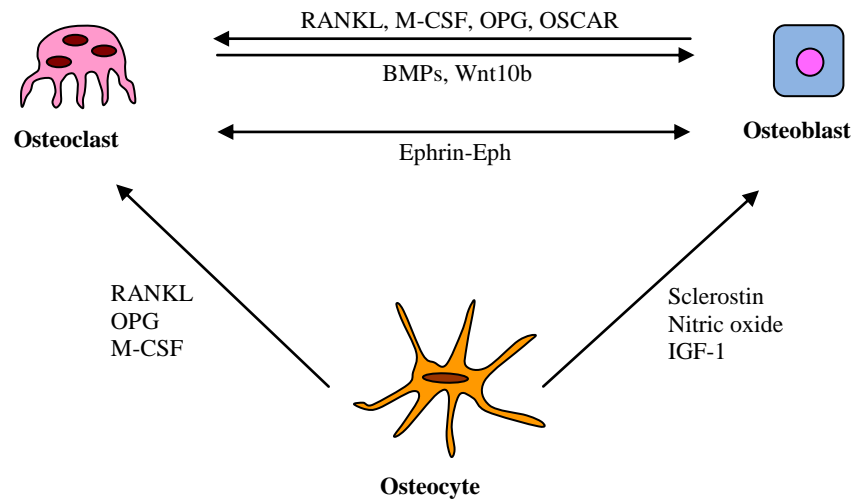 RANKL, M-CSF, OPG, OSCAR
BMPs, Wnt10b
Osteoclast
Osteoblast
Ephrin-Eph
RANKL
OPG
M-CSF
Sclerostin
Nitric oxide
IGF-1
Osteocyte